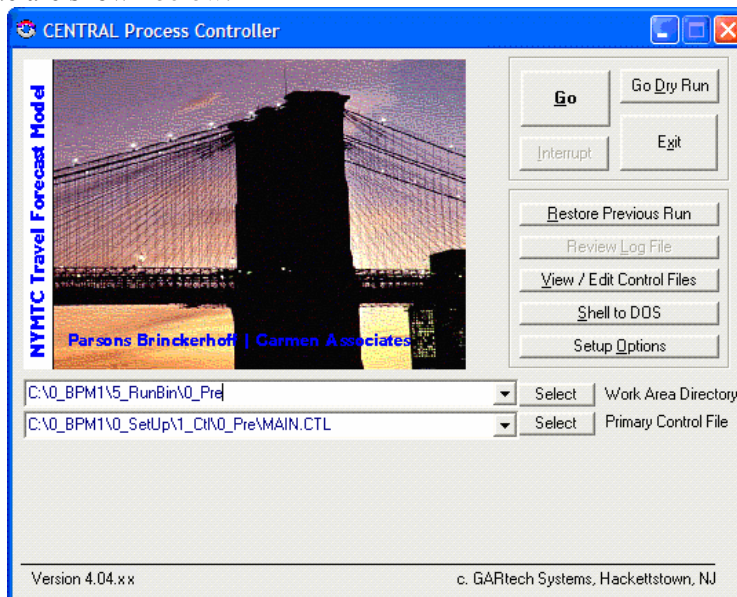 CENTRAL Process Controller
NYMTC Travel Forecast Model
Parsons Brinckerhoff | Garmen Associates
Go
Go Dry Run
Interrupt
Exit
Restore Previous Run
Review Log File
View / Edit Control Files
Shell to DOS
Setup Options
C:\0_BPM1\5_RunBin\0_Pre
Select
Work Area Directory
C:\0_BPM1\0_SetUp\1_Ctl\0_Pre\MAIN.CTL
Select
Primary Control File
Version 4.04.x x
c. GARtech Systems, Hackettstown, NJ